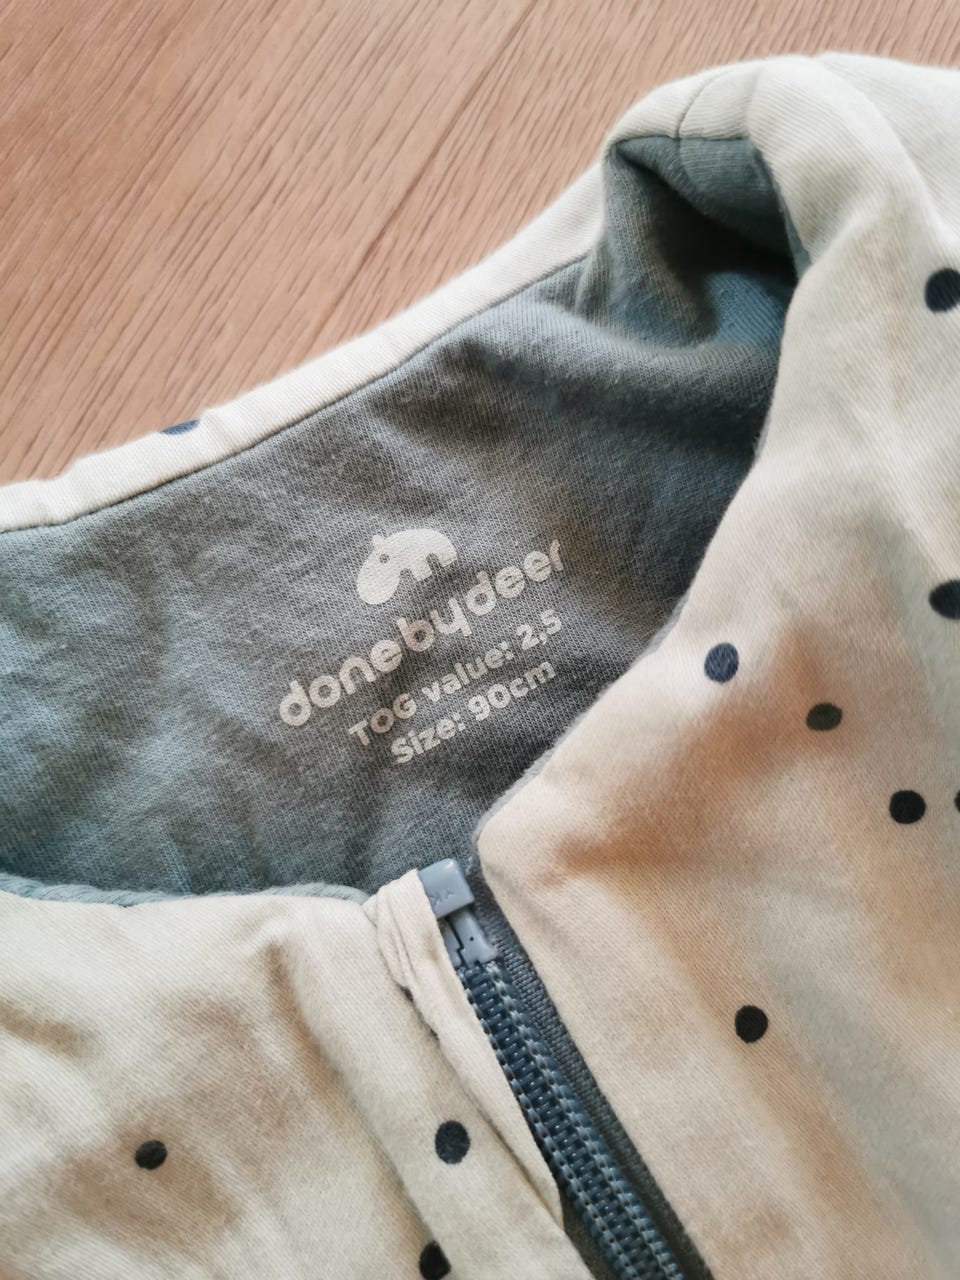 donebydeer
TOG value: 2,5
Size: 90cm